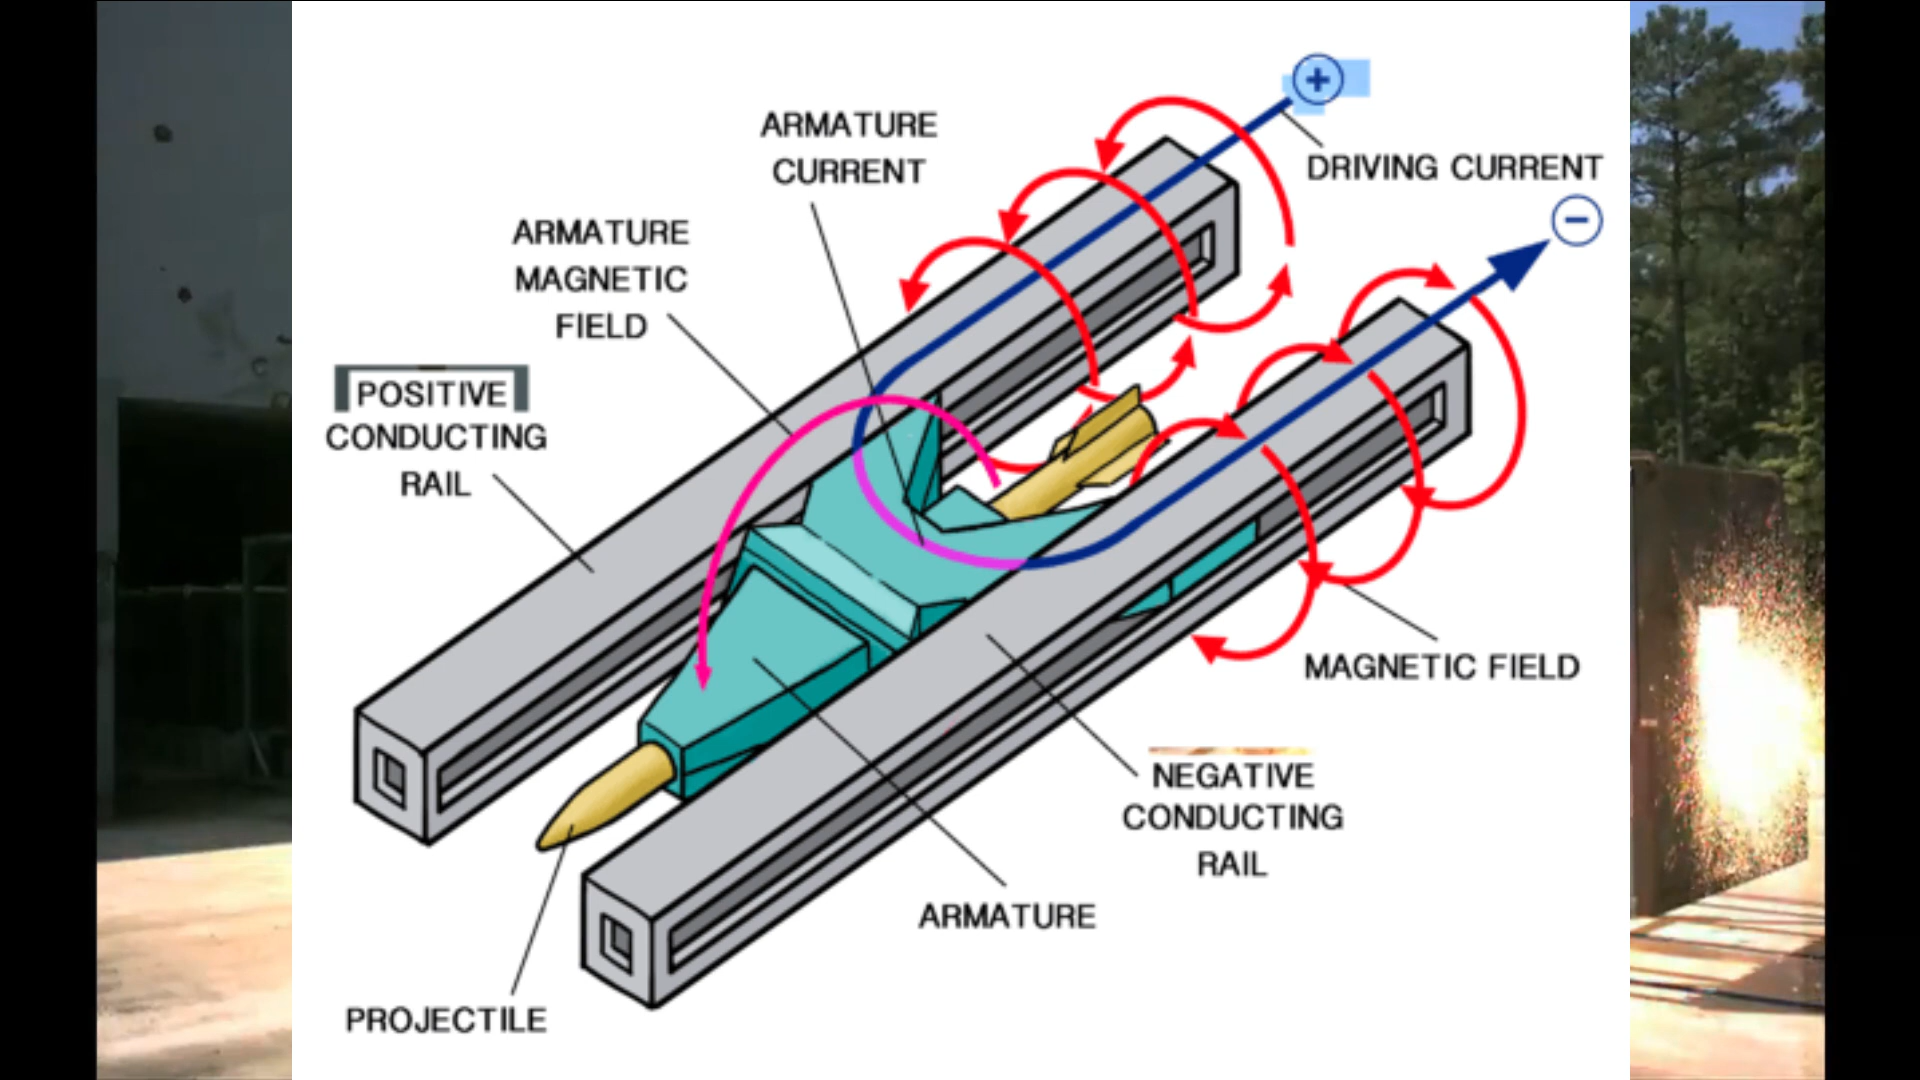 ARMATURE
CURRENT
+
DRIVING CURRENT
−
ARMATURE
MAGNETIC
FIELD
POSITIVE
CONDUCTING
RAIL
MAGNETIC FIELD
NEGATIVE
CONDUCTING
RAIL
ARMATURE
PROJECTILE